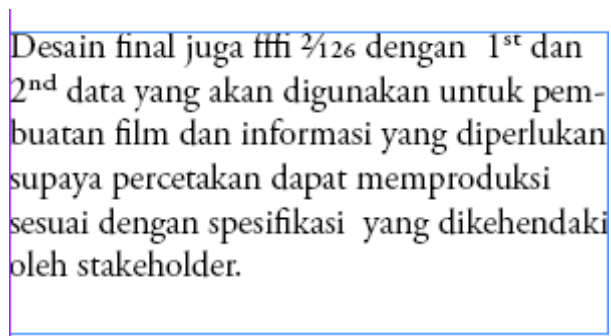 Desain final juga ffffi 2/126 dengan  1st dan
2nd data yang akan digunakan untuk pem-
buatan film dan informasi yang diperlukan
supaya percetakan dapat memproduksi
sesuai dengan spesifikasi  yang dikehendaki
oleh stakeholder.